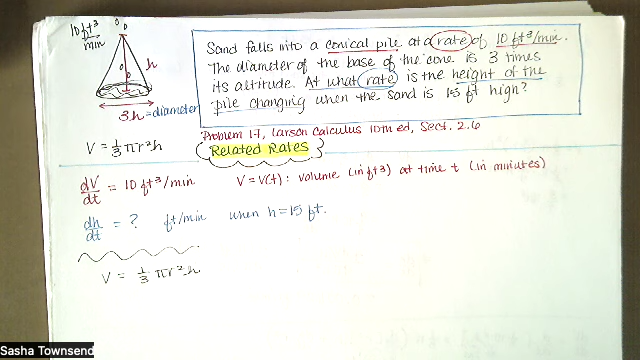 10 ft³/min
h
3h = diameter
V = 1/3 πr²h
Sand falls into a conical pile at a rate of 10 ft³/min.
The diameter of the base of the cone is 3 times
its altitude. At what rate is the height of the
pile changing when the sand is 15 ft high?
Problem 17, Larson Calculus 10th ed, Sect. 2.6
Related Rates
dV/dt = 10 ft³/min V = V(t): volume (in ft³) at time t (in minutes)
dh/dt = ? ft/min when h = 15 ft.
V = 1/3 πr²h
Sasha Townsend